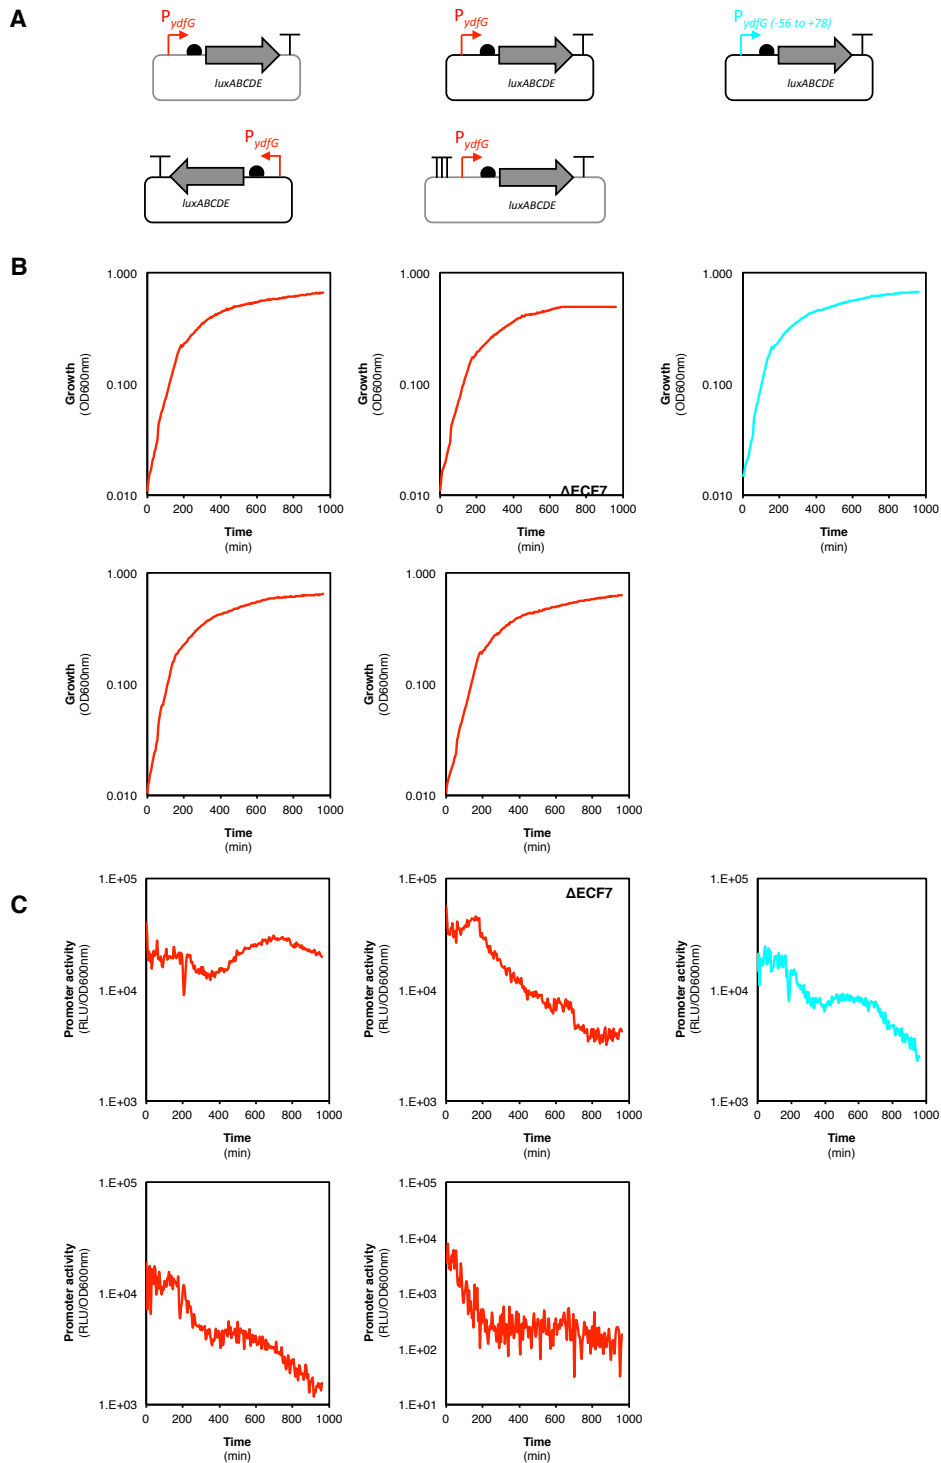 A
P ydfG
P ydfG
P ydfG (-56 to +78)
luxABCDE
luxABCDE
luxABCDE
P ydfG
P ydfG
luxABCDE
luxABCDE
B
1.000
0.100
0.010
Growth
(OD600nm)
0 200 400 600 800 1000
Time
(min)
1.000
0.100
0.010
Growth
(OD600nm)
ΔECF7
0 200 400 600 800 1000
Time
(min)
1.000
0.100
0.010
Growth
(OD600nm)
0 200 400 600 800 1000
Time
(min)
1.000
0.100
0.010
Growth
(OD600nm)
0 200 400 600 800 1000
Time
(min)
1.000
0.100
0.010
Growth
(OD600nm)
0 200 400 600 800 1000
Time
(min)
C
1.E+05
1.E+04
1.E+03
Promoter activity
(RLU/OD600nm)
0 200 400 600 800 1000
Time
(min)
1.E+05
1.E+04
1.E+03
Promoter activity
(RLU/OD600nm)
ΔECF7
0 200 400 600 800 1000
Time
(min)
1.E+05
1.E+04
1.E+03
Promoter activity
(RLU/OD600nm)
0 200 400 600 800 1000
Time
(min)
1.E+05
1.E+04
1.E+03
Promoter activity
(RLU/OD600nm)
0 200 400 600 800 1000
Time
(min)
1.E+05
1.E+04
1.E+03
1.E+02
1.E+01
Promoter activity
(RLU/OD600nm)
0 200 400 600 800 1000
Time
(min)